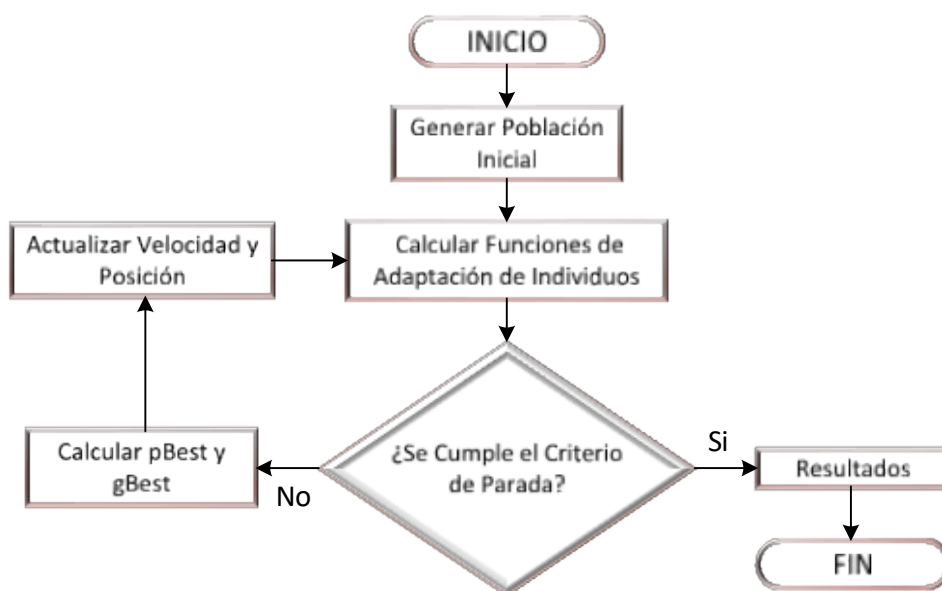 INICIO
Generar Población
Inicial
Actualizar Velocidad y
Posición
Calcular Funciones de
Adaptación de Individuos
Calcular pBest y
gBest
No
¿Se Cumple el Criterio
de Parada?
Si
Resultados
FIN